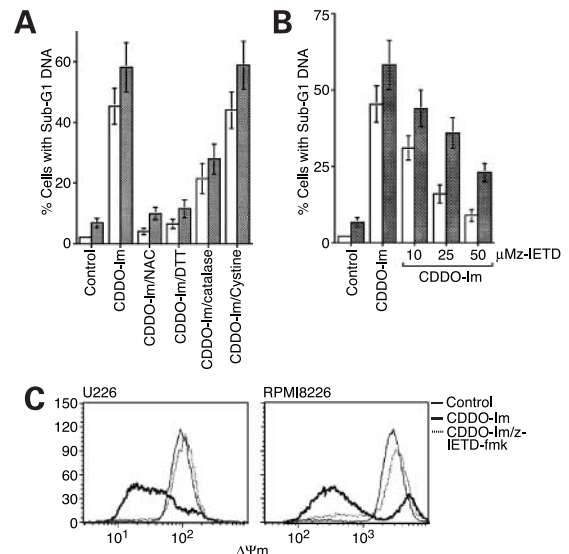 A
% Cells with Sub-G1 DNA
60
40
20
0
Control
CDDO-Im
CDDO-Im/NAC
CDDO-Im/DTT
CDDO-Im/catalase
CDDO-Im/Cystine
B
% Cells with Sub-G1 DNA
75
50
25
0
Control
CDDO-Im
10 25 50 μMz-IETD
CDDO-Im
C
U226 RPMI8226
150
120
90
60
30
0
10¹ 10² 10² 10³
ΔΨm
Control
CDDO-Im
CDDO-Im/z-
IETD-fmk